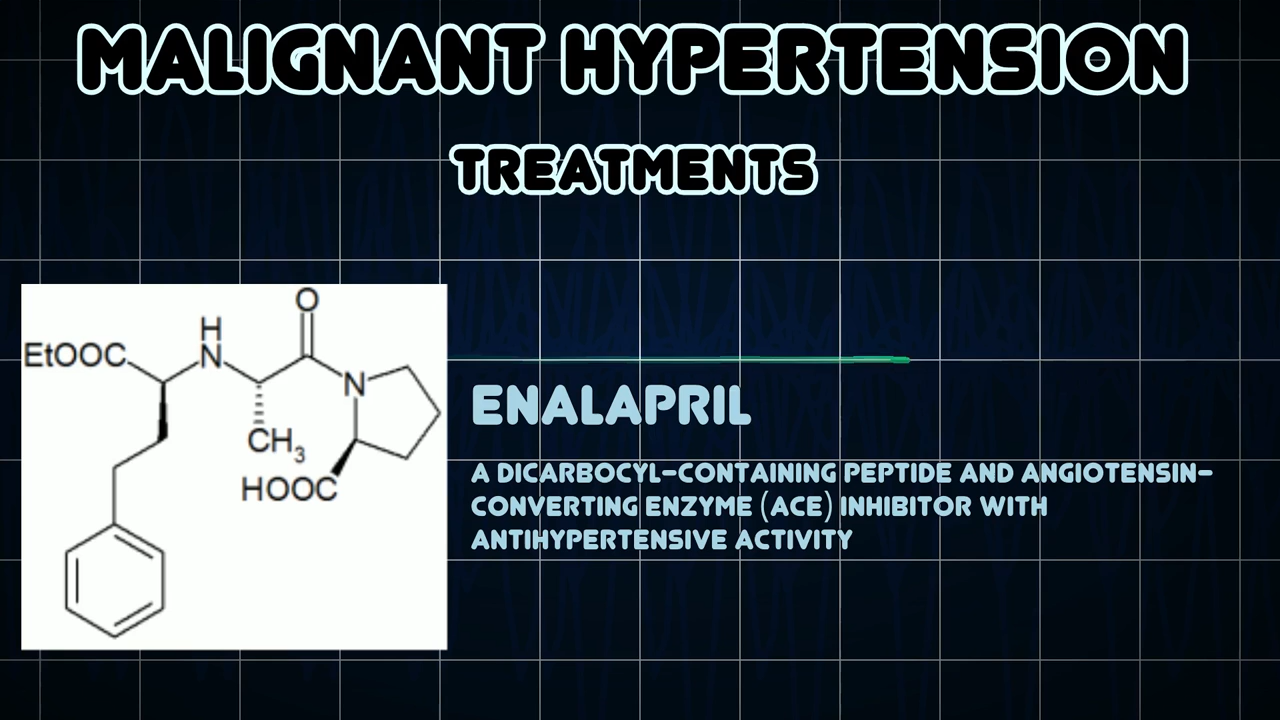 MALIGNANT HYPERTENSION
TREATMENTS
O
H
EtOOC
N
N
CH3
HOOC
ENALAPRIL
A DICARBOCYL-CONTAINING PEPTIDE AND ANGIOTENSIN-
CONVERTING ENZYME (ACE) INHIBITOR WITH
ANTIHYPERTENSIVE ACTIVITY